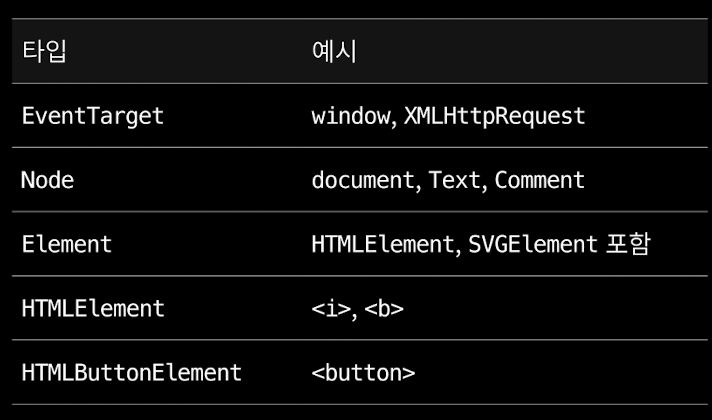 타입 예시
EventTarget window, XMLHttpRequest
Node document, Text, Comment
Element HTMLElement, SVGElement 포함
HTMLElement <i>, <b>
HTMLButtonElement <button>